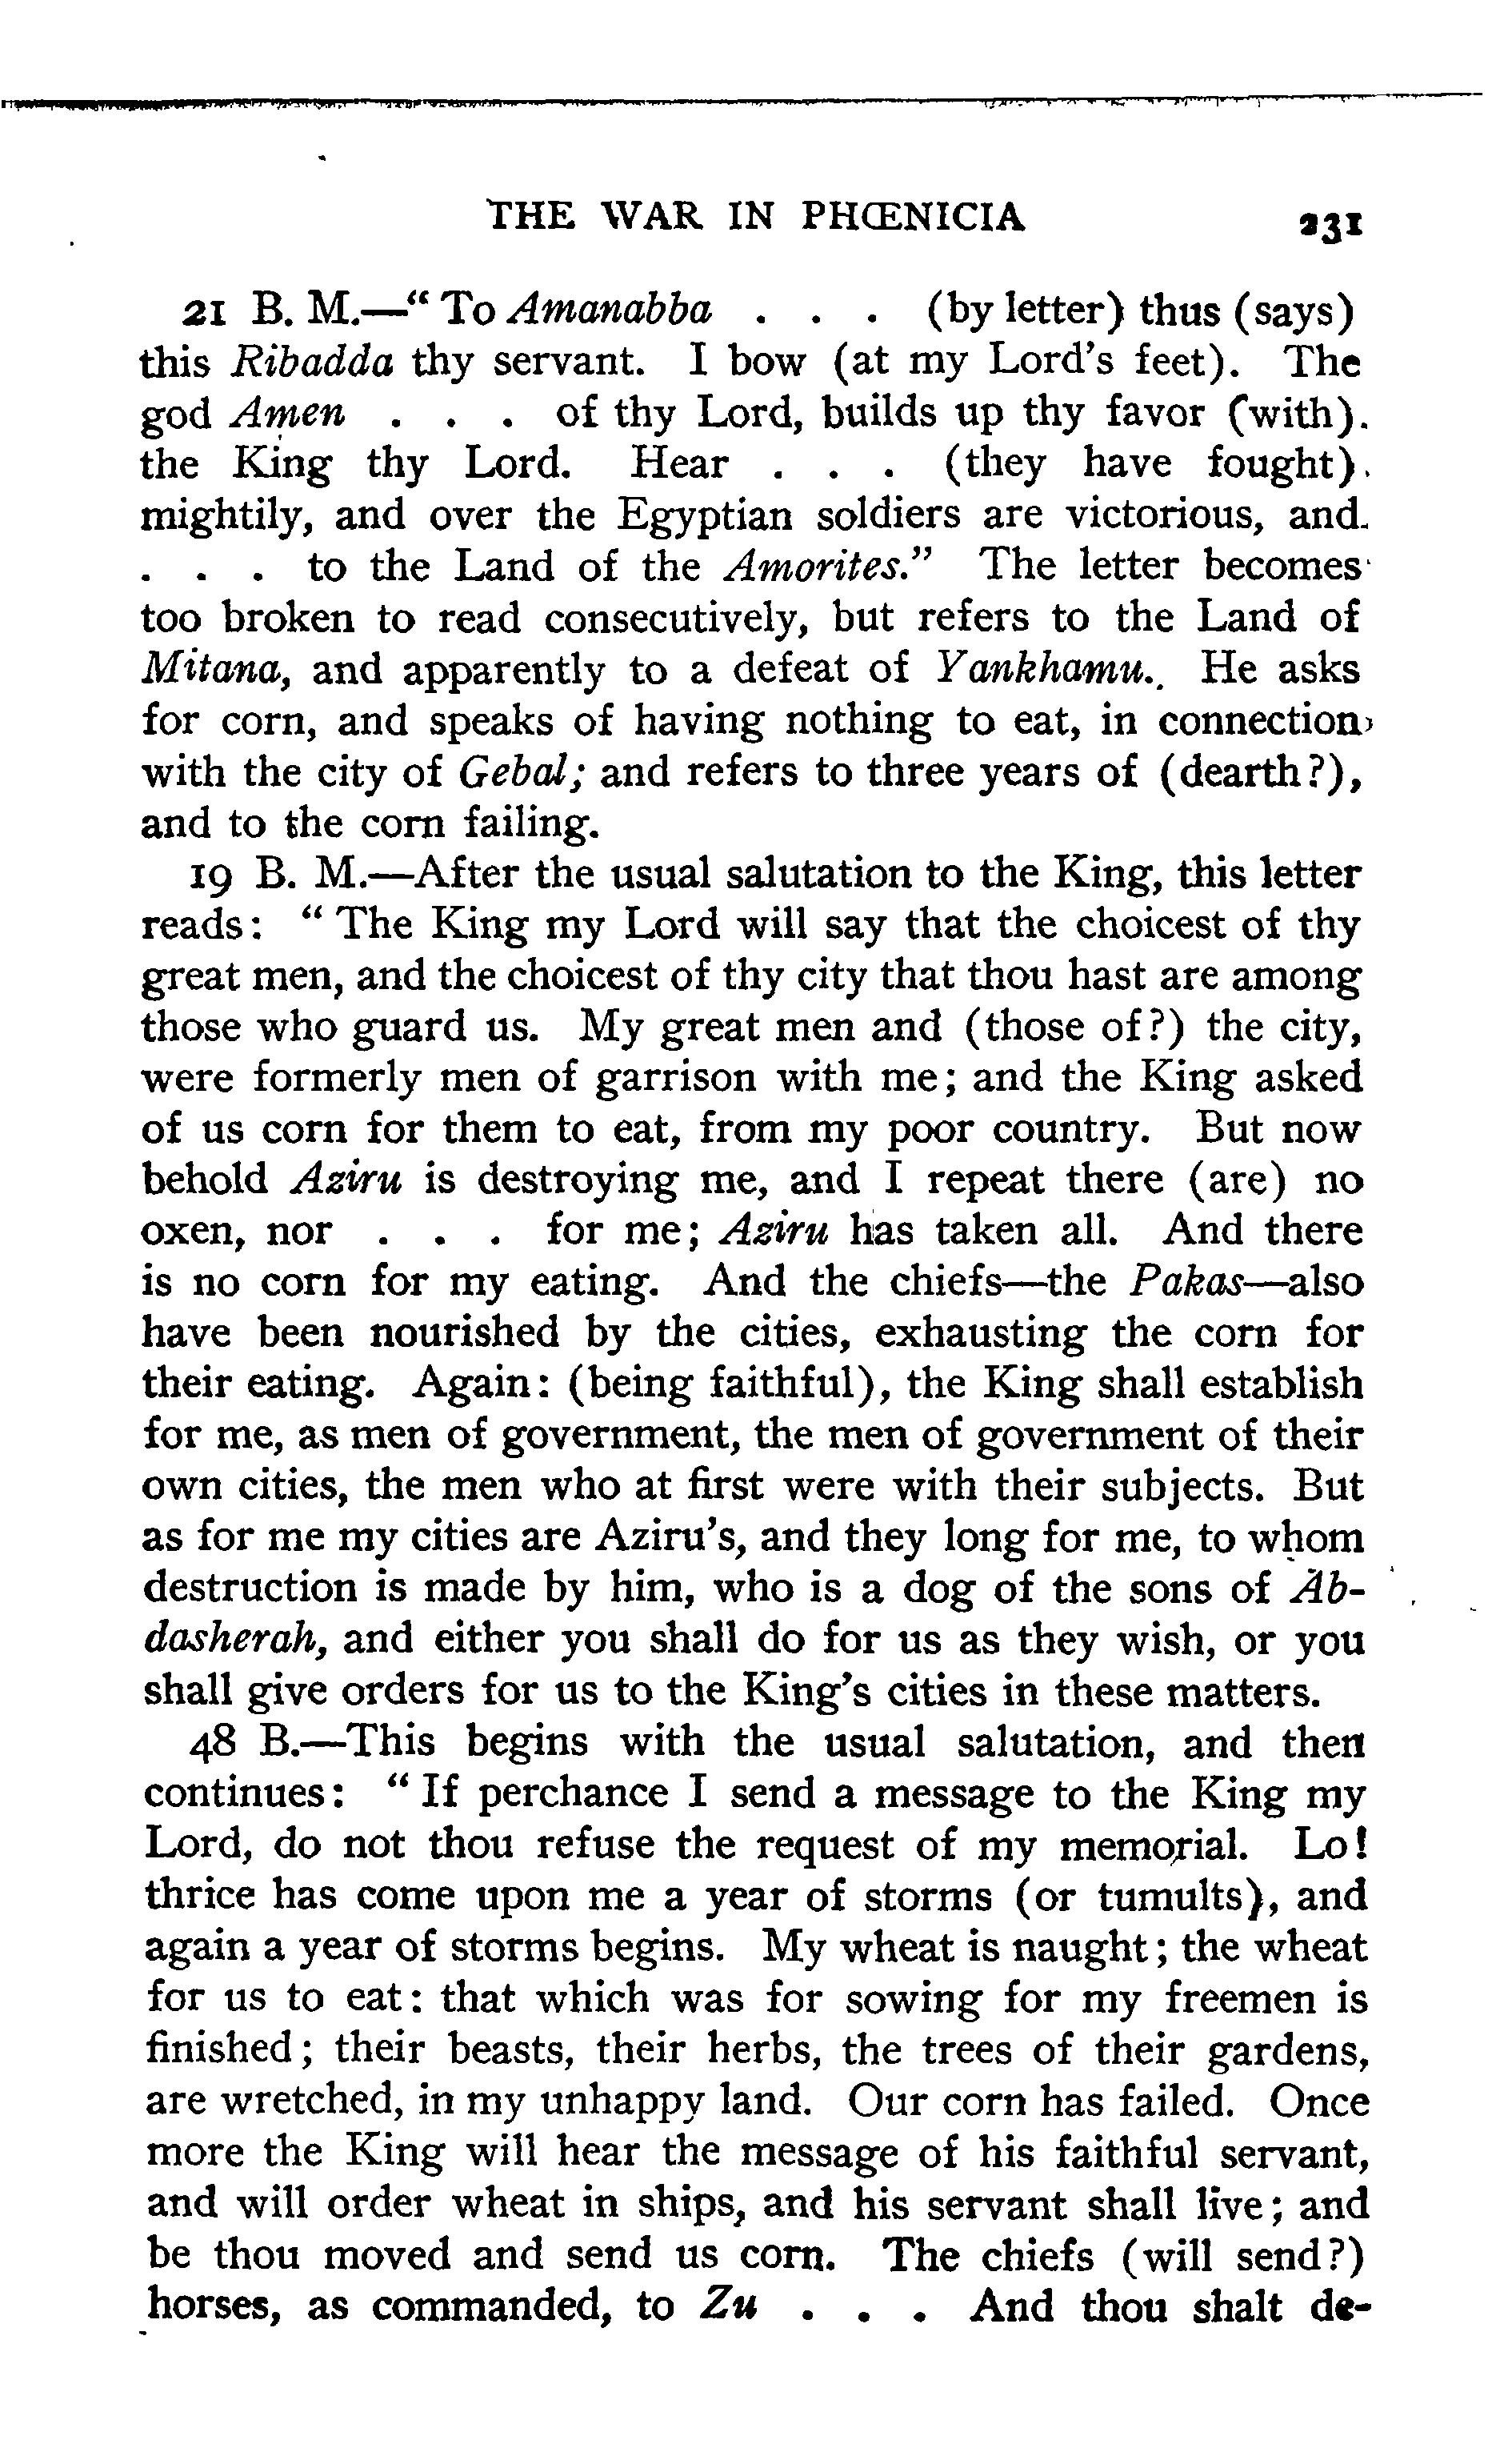 THE WAR IN PHŒNICIA 231
21 B. M.—“ To Amanabba . . . (by letter) thus (says)
this Ribadda thy servant. I bow (at my Lord's feet). The
god Amen . . . of thy Lord, builds up thy favor (with).
the King thy Lord. Hear . . . (they have fought).
mightily, and over the Egyptian soldiers are victorious, and
. . . to the Land of the Amorites.” The letter becomes
too broken to read consecutively, but refers to the Land of
Mitana, and apparently to a defeat of Yankhamu. He asks
for corn, and speaks of having nothing to eat, in connection
with the city of Gebal; and refers to three years of (dearth?),
and to the corn failing.
19 B. M.—After the usual salutation to the King, this letter
reads: “ The King my Lord will say that the choicest of thy
great men, and the choicest of thy city that thou hast are among
those who guard us. My great men and (those of?) the city,
were formerly men of garrison with me; and the King asked
of us corn for them to eat, from my poor country. But now
behold Aziru is destroying me, and I repeat there (are) no
oxen, nor . . . for me; Aziru has taken all. And there
is no corn for my eating. And the chiefs—the Pakas—also
have been nourished by the cities, exhausting the corn for
their eating. Again: (being faithful), the King shall establish
for me, as men of government, the men of government of their
own cities, the men who at first were with their subjects. But
as for me my cities are Aziru's, and they long for me, to whom
destruction is made by him, who is a dog of the sons of Ab-
dasherah, and either you shall do for us as they wish, or you
shall give orders for us to the King's cities in these matters.
48 B.—This begins with the usual salutation, and then
continues: “ If perchance I send a message to the King my
Lord, do not thou refuse the request of my memorial. Lo!
thrice has come upon me a year of storms (or tumults), and
again a year of storms begins. My wheat is naught; the wheat
for us to eat: that which was for sowing for my freemen is
finished; their beasts, their herbs, the trees of their gardens,
are wretched, in my unhappy land. Our corn has failed. Once
more the King will hear the message of his faithful servant,
and will order wheat in ships, and his servant shall live; and
be thou moved and send us corn. The chiefs (will send?)
horses, as commanded, to Zu . . . And thou shalt de-